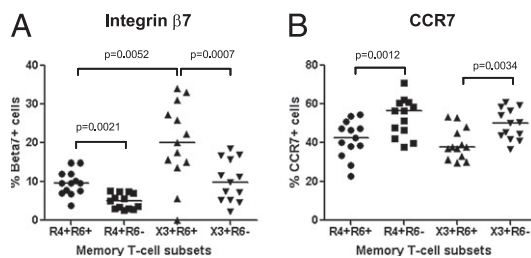 A
Integrin β7
p=0.0052
p=0.0007
p=0.0021
% Beta7+ cells
40
30
20
10
0
R4+R6+ R4+R6- X3+R6+ X3+R6-
Memory T-cell subsets
B
CCR7
p=0.0012
p=0.0034
% CCR7+ cells
80
60
40
20
0
R4+R6+ R4+R6- X3+R6+ X3+R6-
Memory T-cell subsets